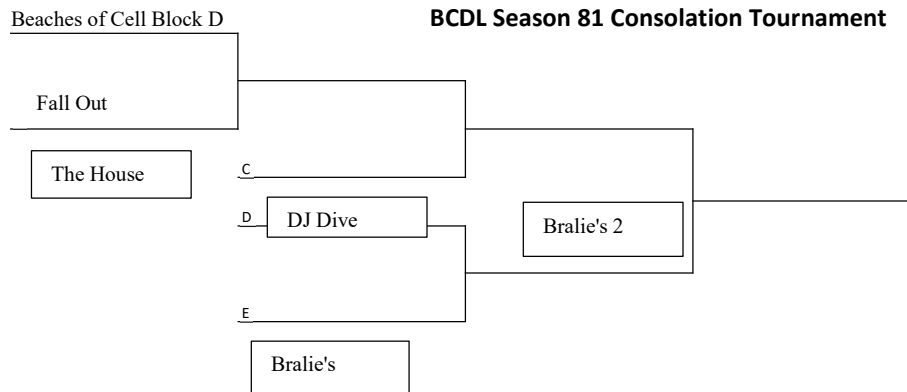 Beaches of Cell Block D
BCDL Season 81 Consolation Tournament
Fall Out
The House
C
D
DJ Dive
Bralie's 2
E
Bralie's